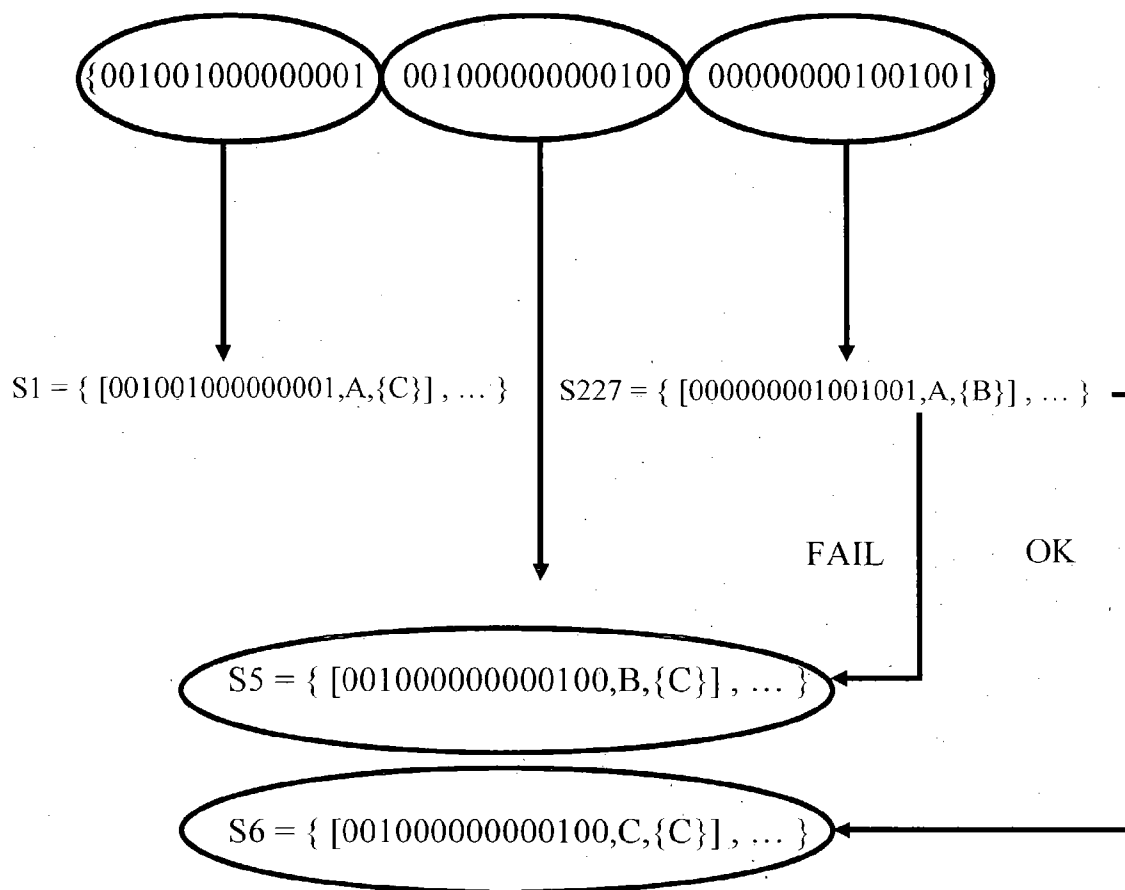 {001001000000001 001000000000100 000000001001001}
S1 = { [001001000000001,A,{C}] , ... } S227 = { [000000001001001,A,{B}] , ... }
FAIL OK
S5 = { [001000000000100,B,{C}] , ... }
S6 = { [001000000000100,C,{C}] , ... }